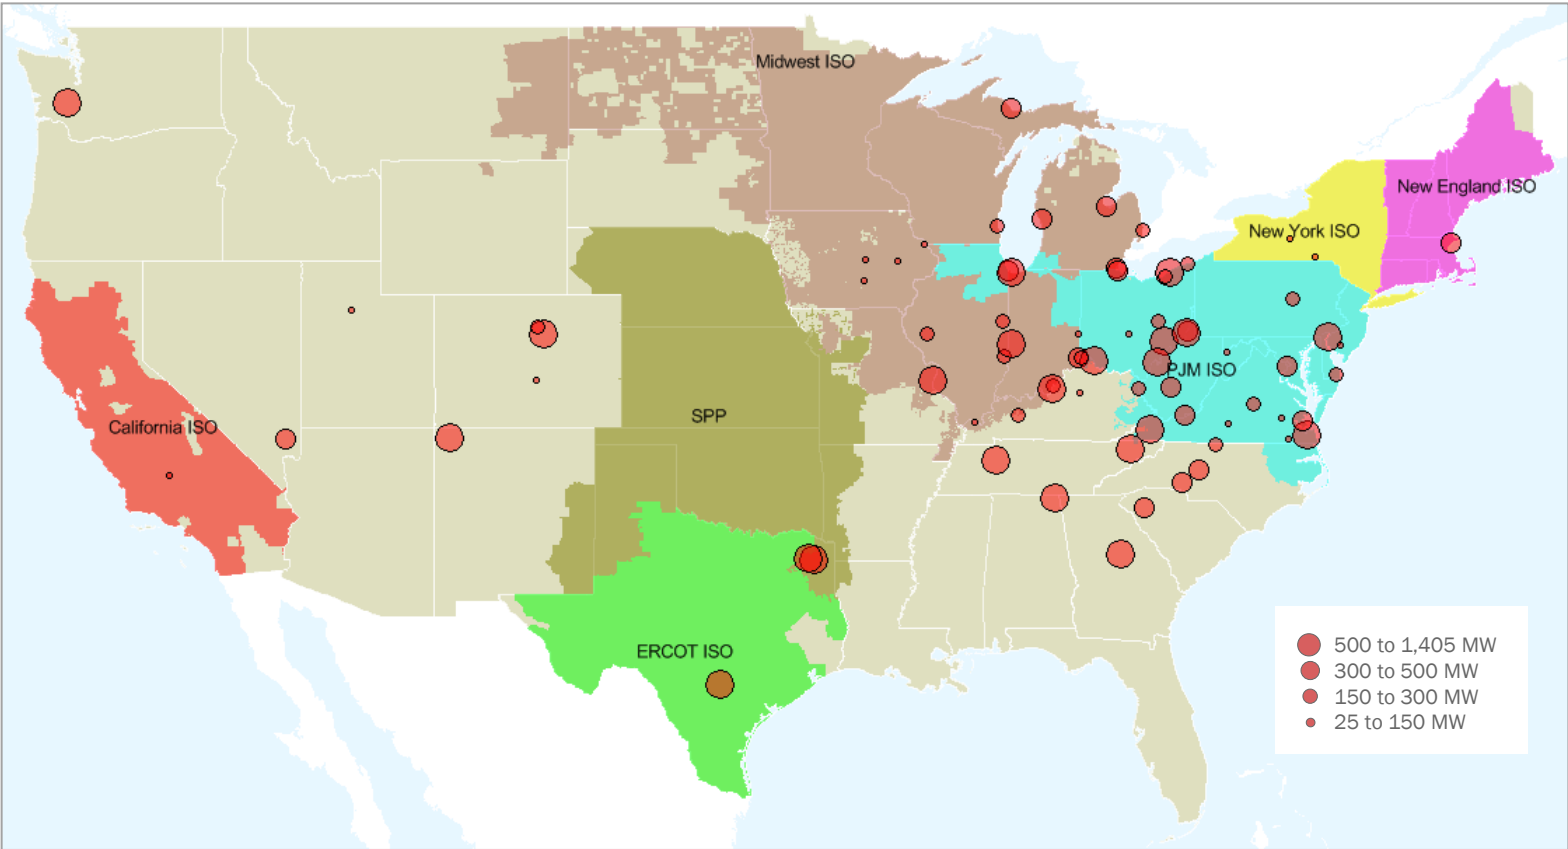 Midwest ISO
New England ISO
New York ISO
PJM ISO
SPP
California ISO
ERCOT ISO
500 to 1,405 MW
300 to 500 MW
150 to 300 MW
25 to 150 MW